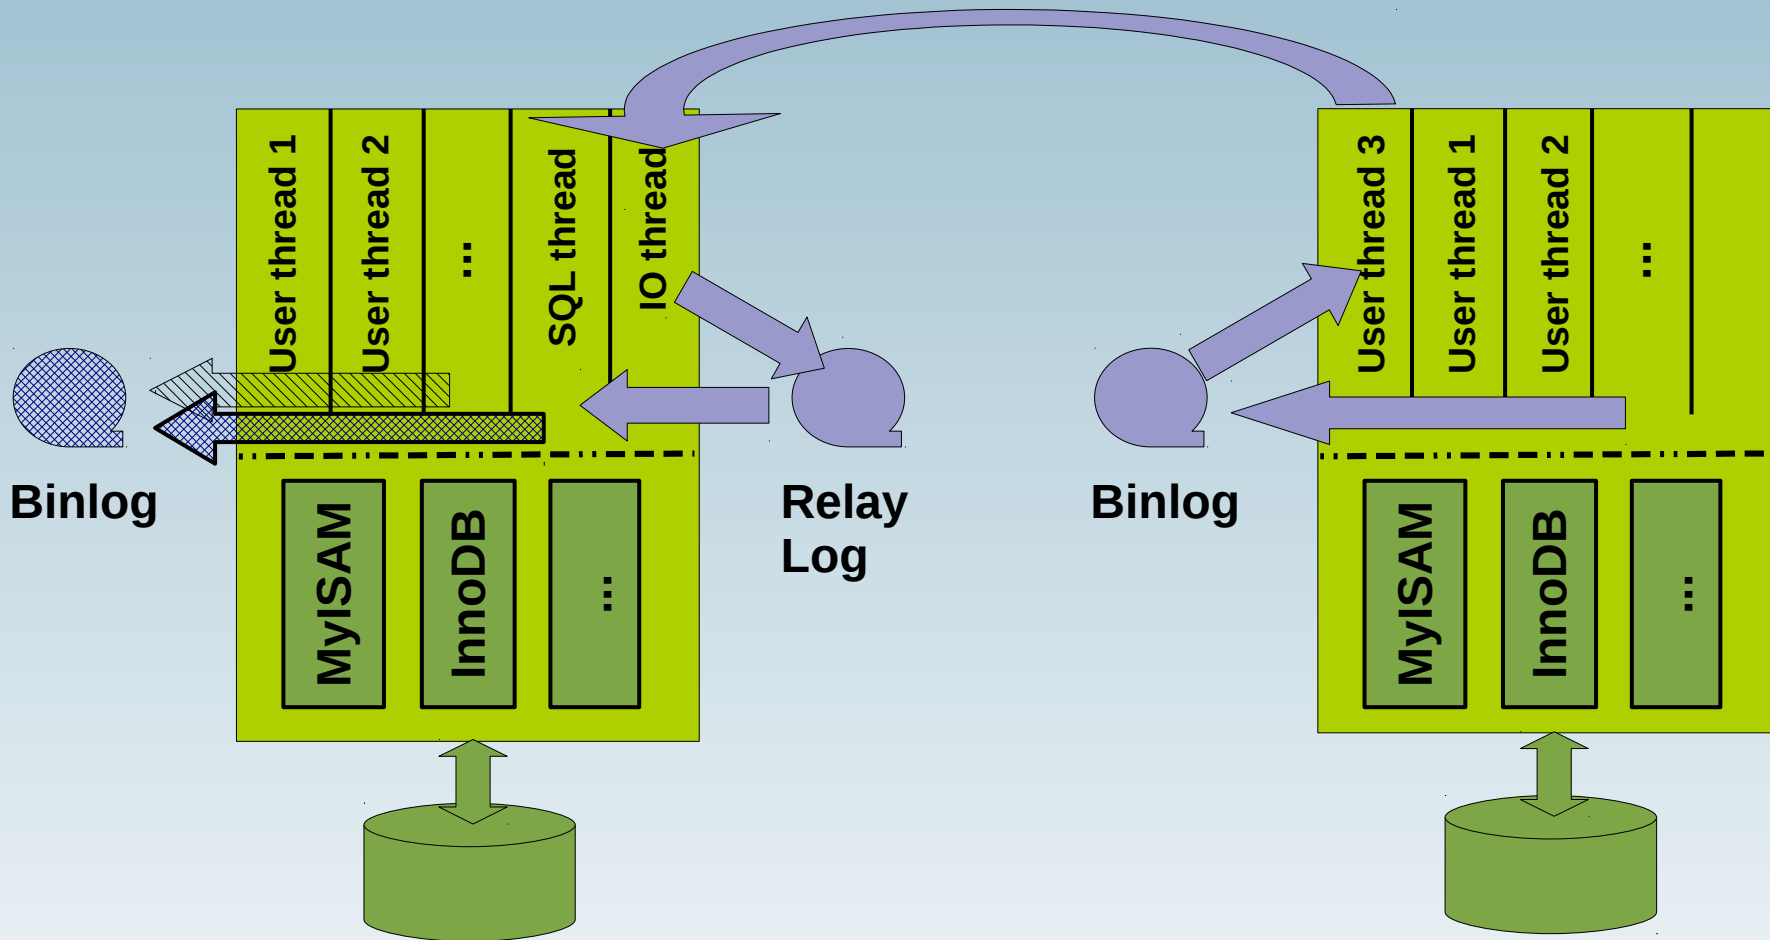 User thread 1
User thread 2
...
SQL thread
IO thread
User thread 3
User thread 1
User thread 2
...
Binlog
Relay
Log
Binlog
MyISAM
InnoDB
...
MyISAM
InnoDB
...